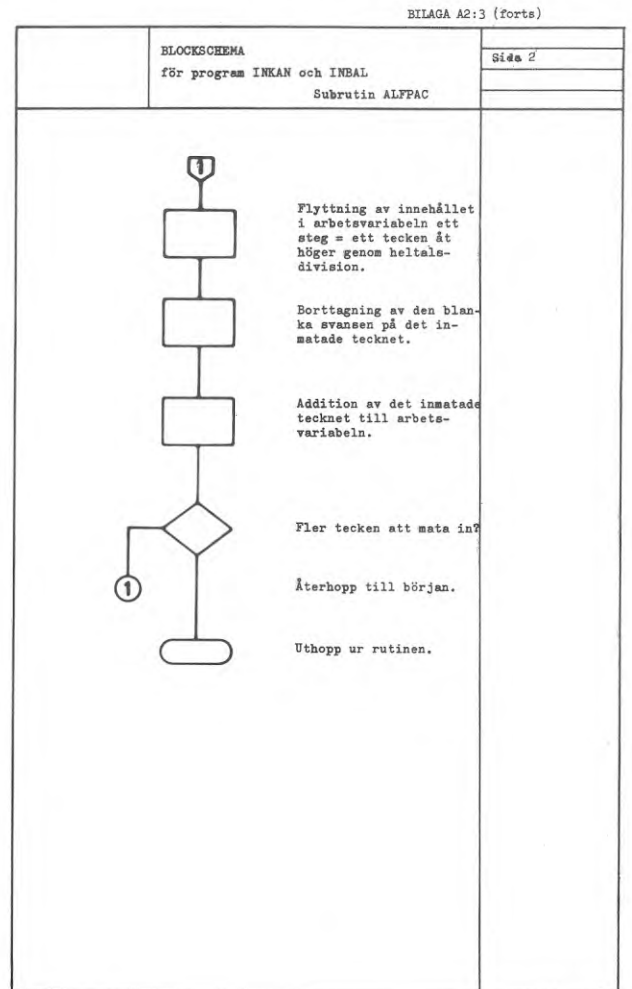 BILAGA A2:3 (forts)
BLOCKSCHEMA
för program INKAN och INBAL
Subrutin ALFPAC
Sida 2
1
Flyttning av innehållet
i arbetsvariabeln ett
steg = ett tecken åt
höger genom heltals-
division.
Borttagning av den blan-
ka svansen på det in-
matade tecknet.
Addition av det inmatade
tecknet till arbets-
variabeln.
Fler tecken att mata in?
1
Återhopp till början.
Uthopp ur rutinen.